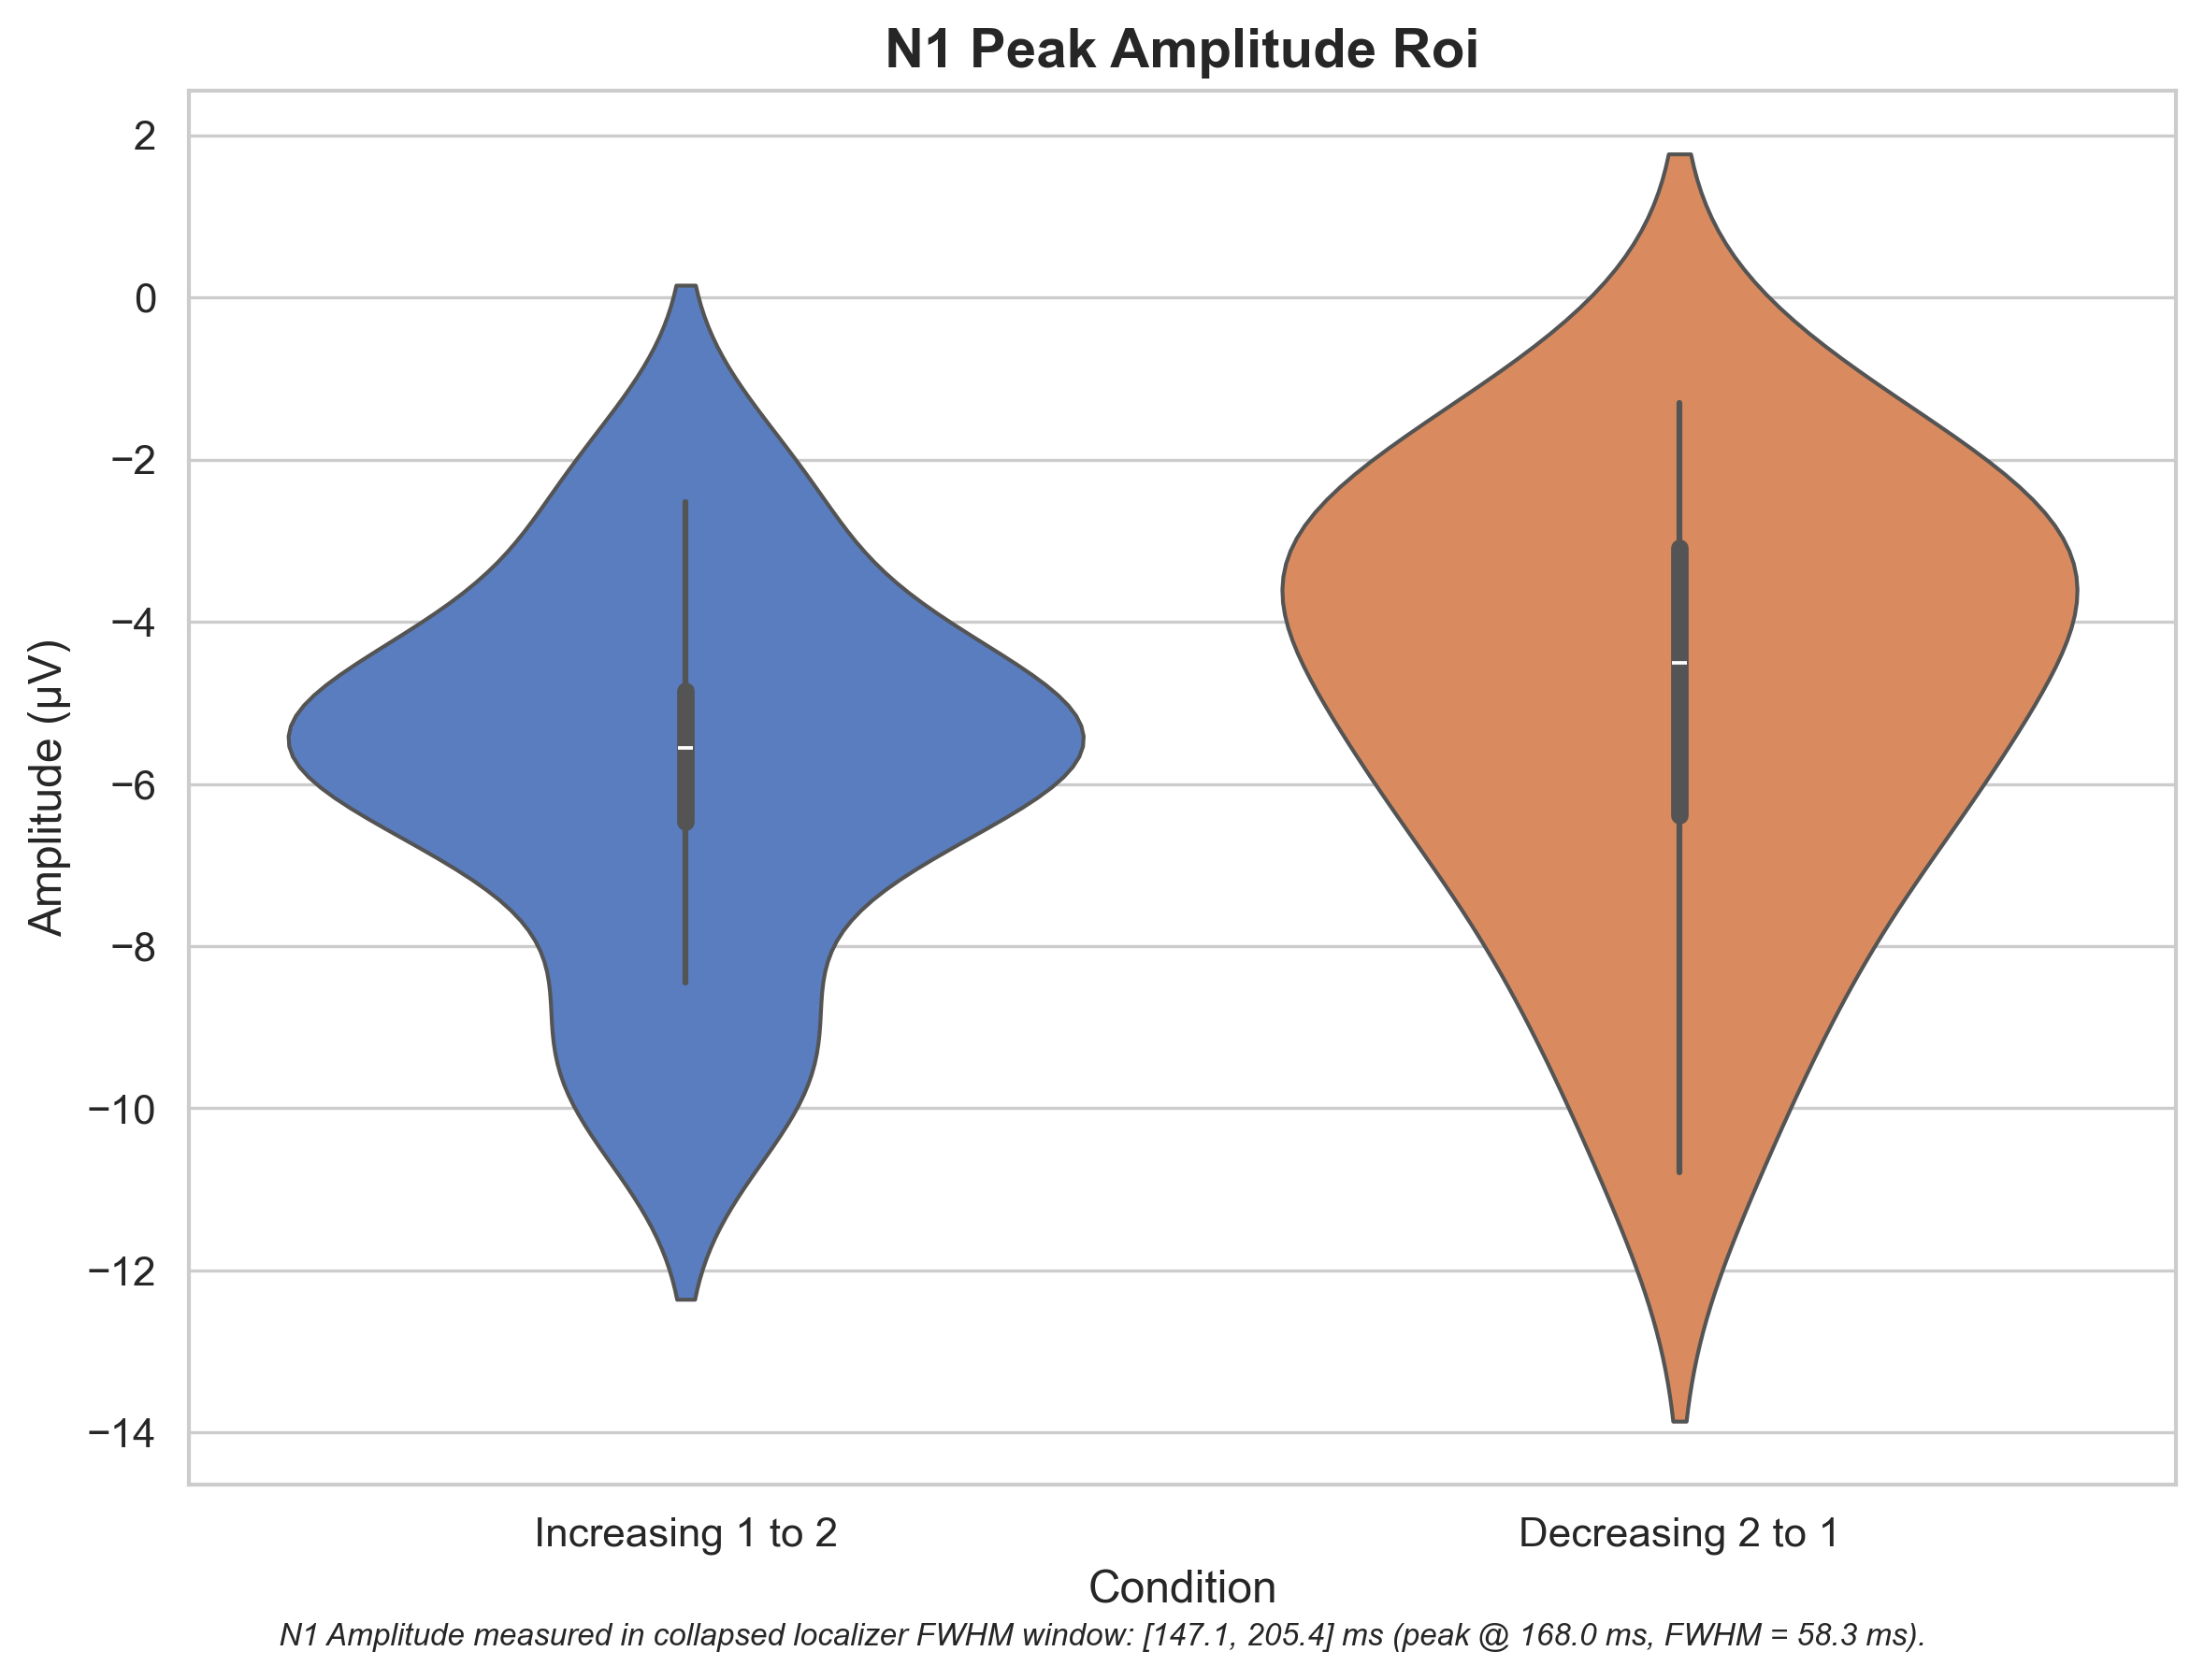 N1 Peak Amplitude Roi
2
0
−2
−4
−6
−8
−10
−12
−14
Amplitude (µV)
Increasing 1 to 2
Decreasing 2 to 1
Condition
N1 Amplitude measured in collapsed localizer FWHM window: [147.1, 205.4] ms (peak @ 168.0 ms, FWHM = 58.3 ms).